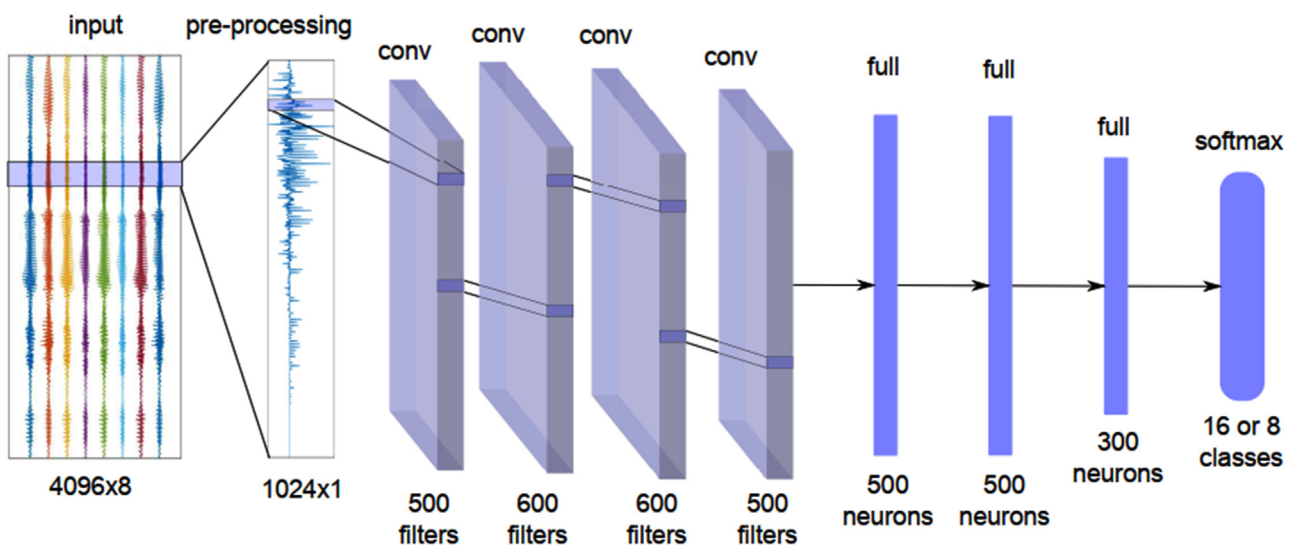 input
pre-processing
conv
conv
conv
conv
full
full
full
softmax
4096x8
1024x1
500
filters
600
filters
600
filters
500
filters
500
neurons
500
neurons
300
neurons
16 or 8
classes